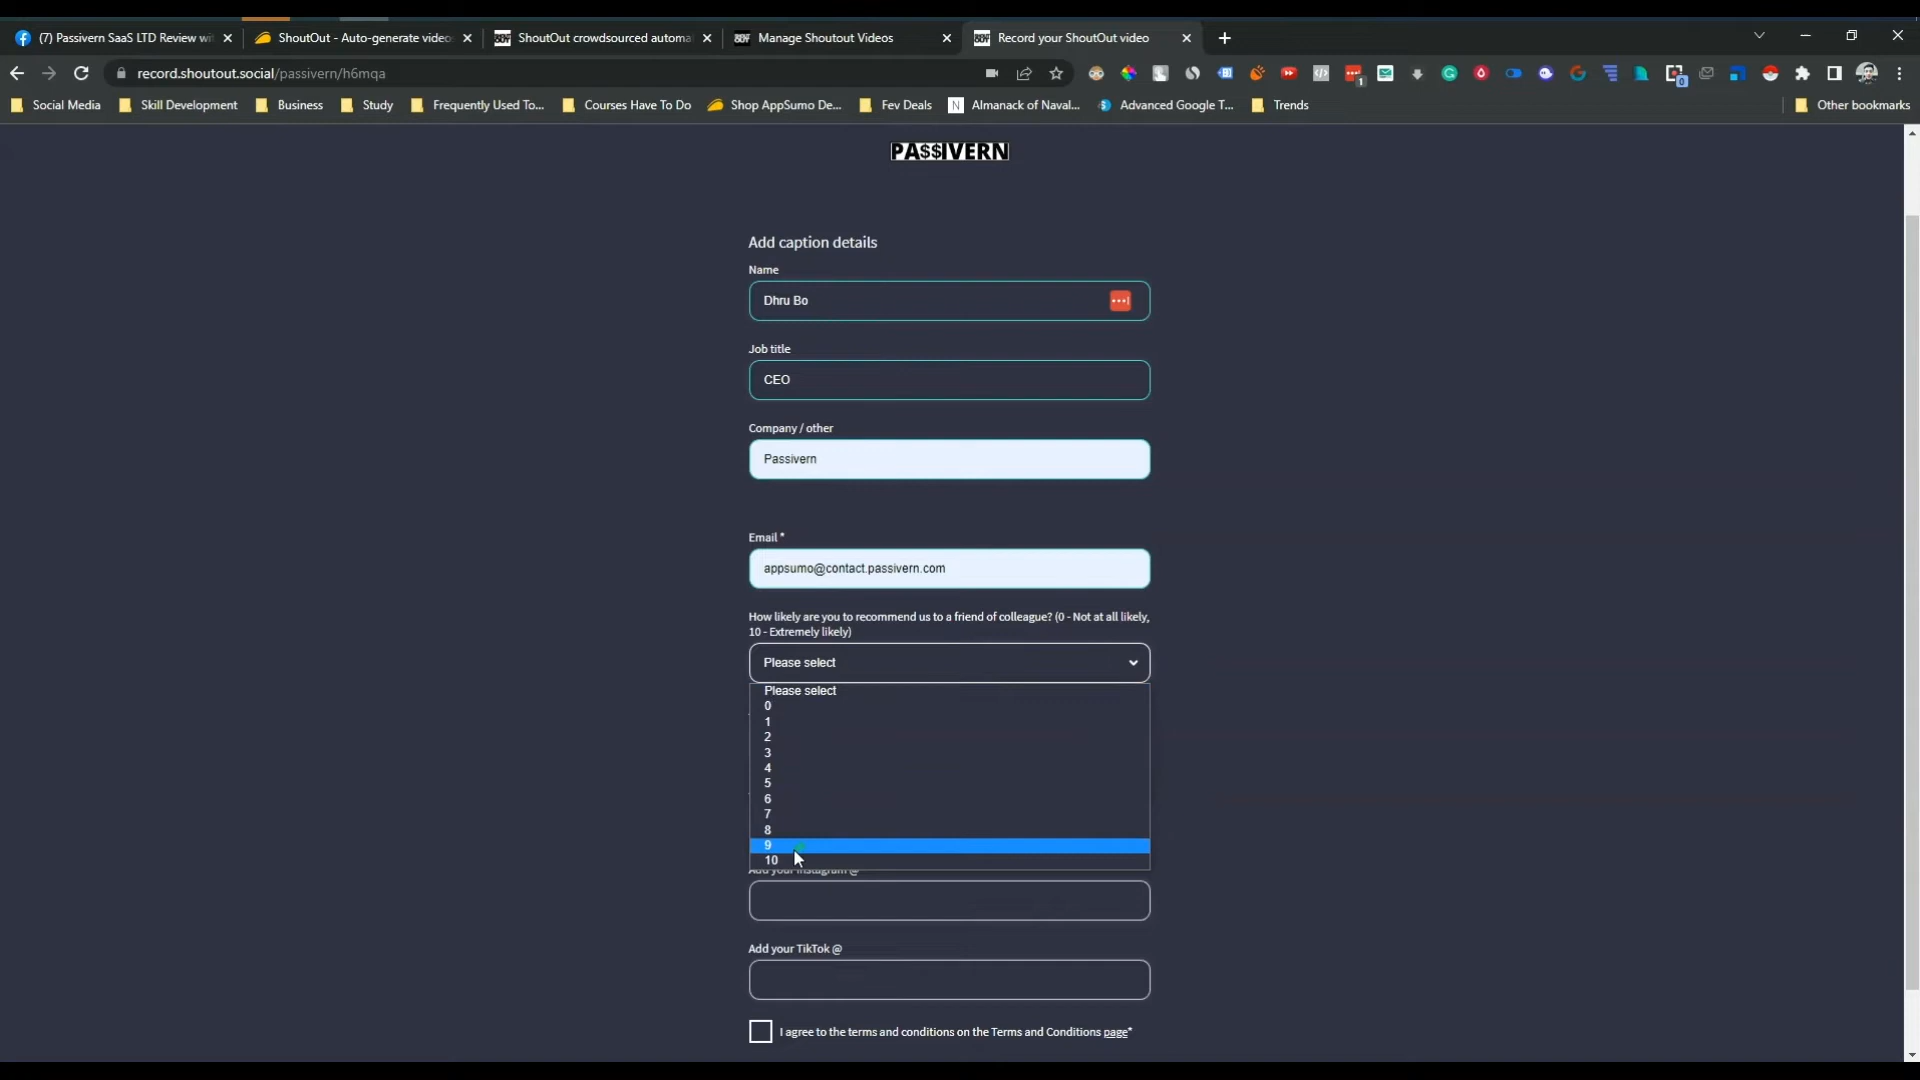 (7) Passivern SaaS LTD Review wi
ShoutOut - Auto-generate video
ShoutOut crowdsourced automa
Manage Shoutout Videos
Record your ShoutOut video
record.shoutout.social/passivern/h6mqa
Social Media
Skill Development
Business
Study
Frequently Used To...
Courses Have To Do
Shop AppSumo De...
Fev Deals
Almanack of Naval...
Advanced Google T...
Trends
Other bookmarks
PA$$IVERN
Add caption details
Name
Dhru Bo
Job title
CEO
Company / other
Passivern
Email *
appsumo@contact.passivern.com
How likely are you to recommend us to a friend of colleague? (0 - Not at all likely,
10 - Extremely likely)
Please select
Please select
0
1
2
3
4
5
6
7
8
9
10
Add your Instagram @
Add your TikTok @
I agree to the terms and conditions on the Terms and Conditions page*